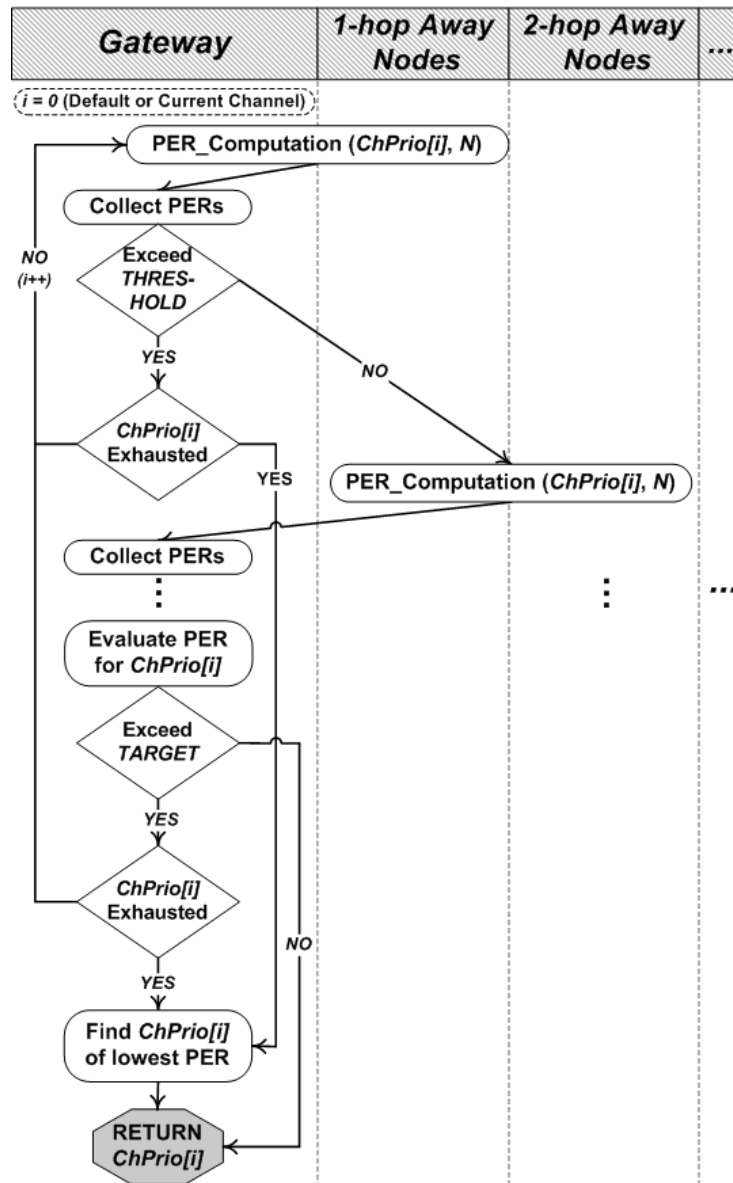 Gateway
1-hop Away
Nodes
2-hop Away
Nodes
...
i = 0 (Default or Current Channel)
PER_Computation (ChPrio[i], N)
Collect PERs
NO
(i++)
Exceed
THRES-
HOLD
YES
NO
ChPrio[i]
Exhausted
YES
PER_Computation (ChPrio[i], N)
Collect PERs
...
Evaluate PER
for ChPrio[i]
Exceed
TARGET
YES
ChPrio[i]
Exhausted
NO
YES
Find ChPrio[i]
of lowest PER
RETURN
ChPrio[i]